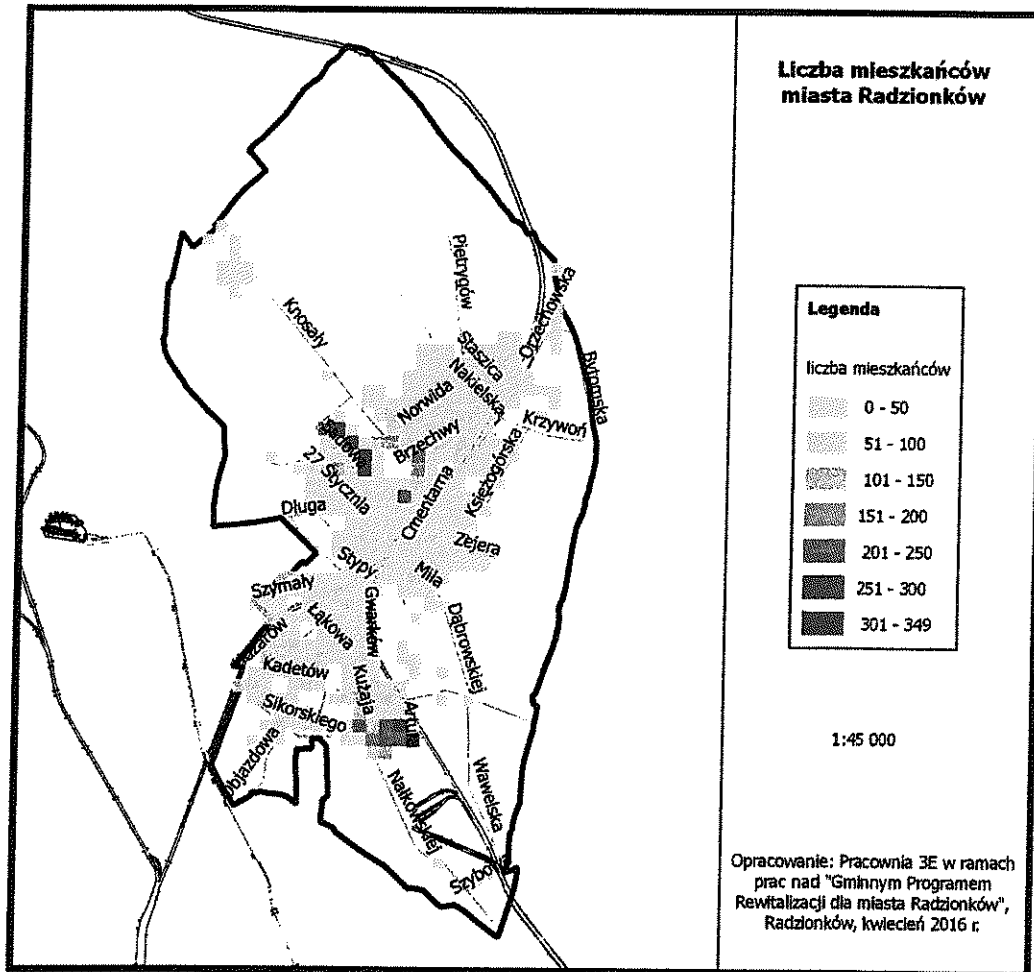 Liczba mieszkańców
miasta Radzionków
Legenda
liczba mieszkańców
0 - 50
51 - 100
101 - 150
151 - 200
201 - 250
251 - 300
301 - 349
1:45 000
Opracowanie: Pracownia 3E w ramach
prac nad "Gminnym Programem
Rewitalizacji dla miasta Radzionków",
Radzionków, kwiecień 2016 r.
Pietrygów
Orzechowska
Knosały
Staszica
Nakielska
Bytomska
Norwida
Krzywoń
Brzechwy
Księżogórska
27 Stycznia
Cmentarna
Długa
Zejera
Stypy
Miła
Szymały
Gwarków
Łąkowa
Dąbrowskiej
Kadetów
Kużaja
Sikorskiego
Artura
Objazdowa
Nałkowskiej
Wawelska